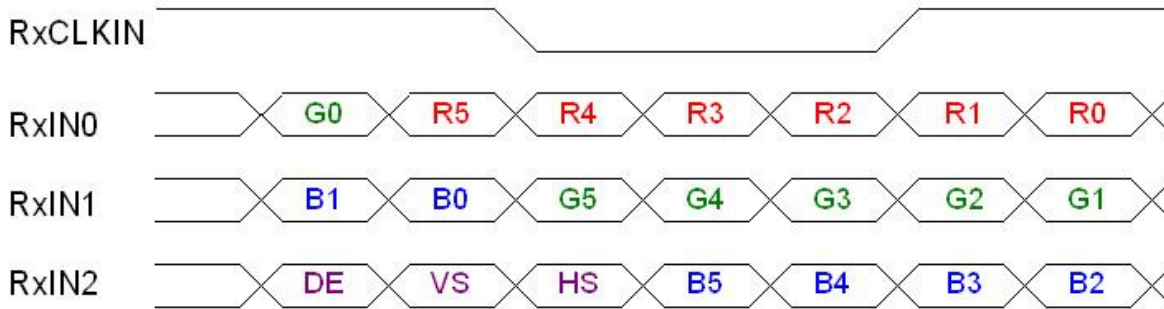 RxCLKIN
RxIN0 G0 R5 R4 R3 R2 R1 R0
RxIN1 B1 B0 G5 G4 G3 G2 G1
RxIN2 DE VS HS B5 B4 B3 B2